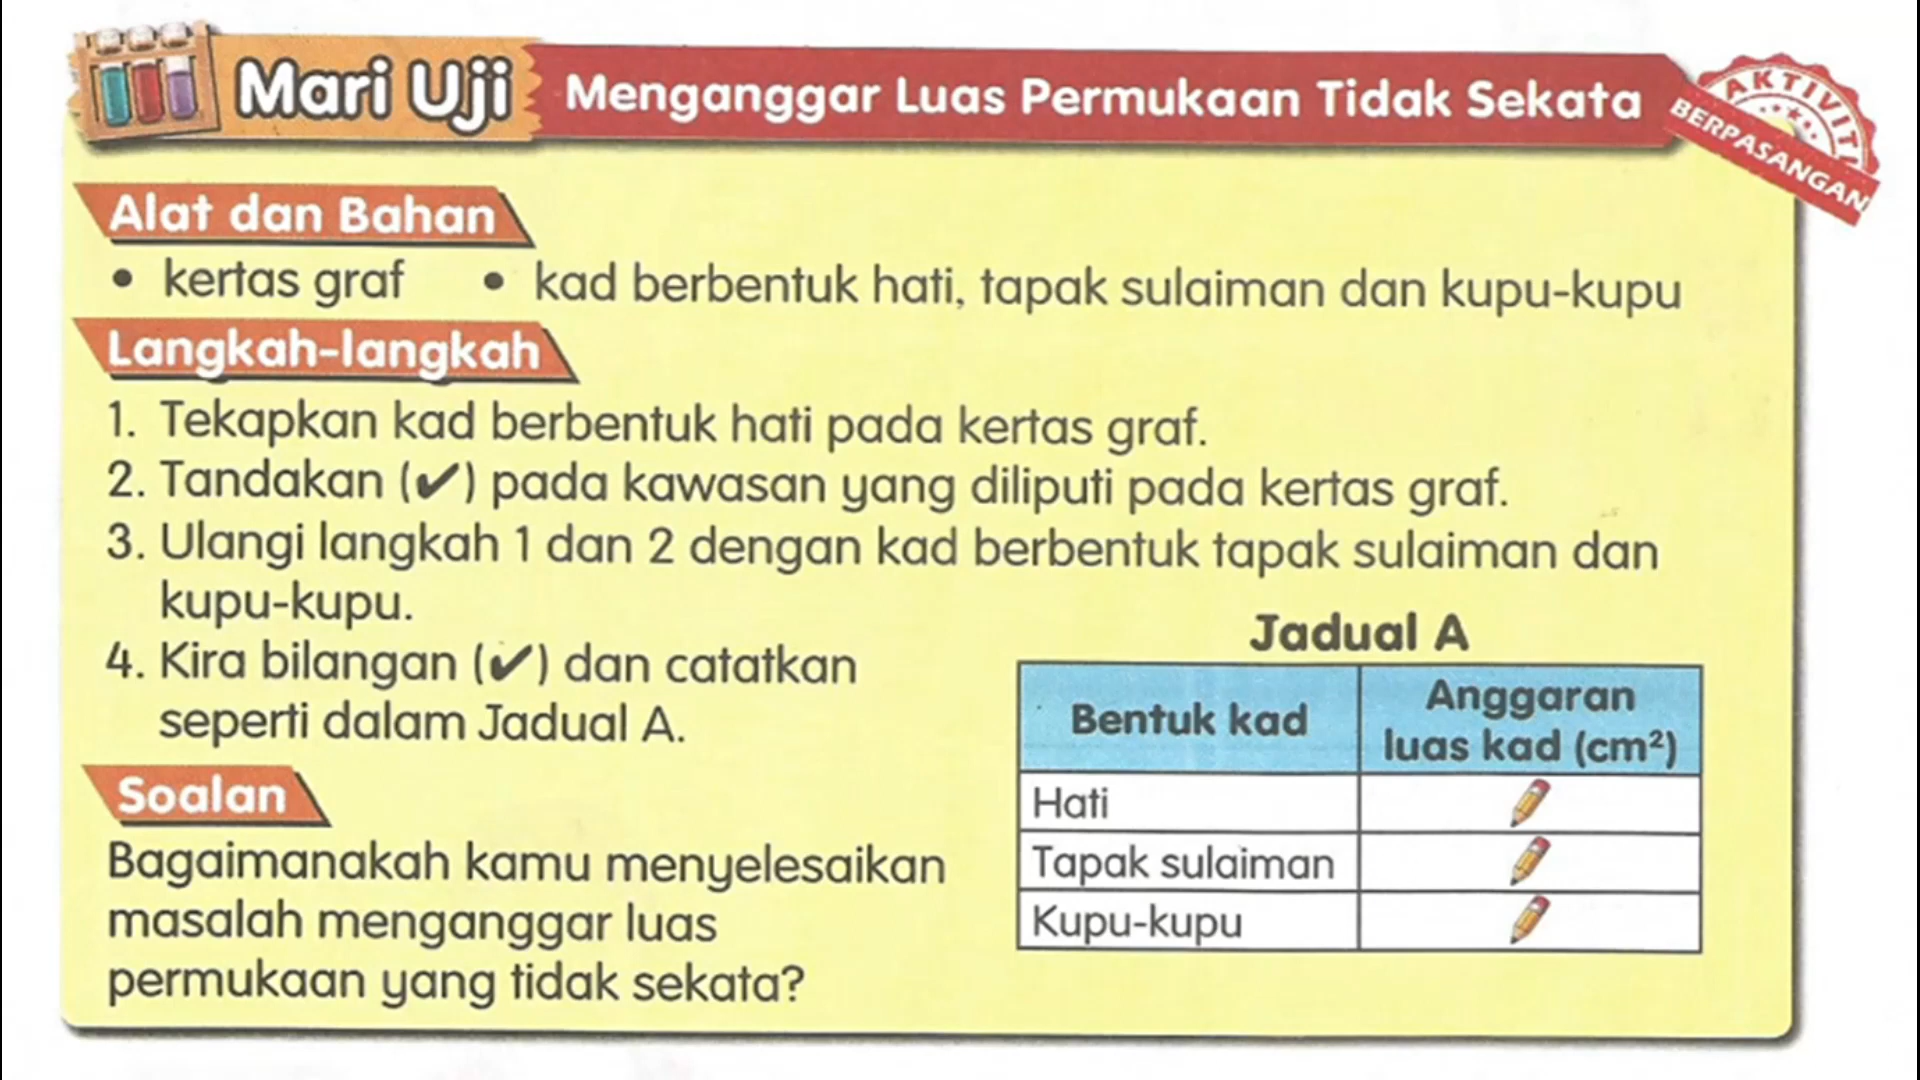 Mari Uji Menganggar Luas Permukaan Tidak Sekata
AKTIVITI
BERPASANGAN
Alat dan Bahan
• kertas graf • kad berbentuk hati, tapak sulaiman dan kupu-kupu
Langkah-langkah
1. Tekapkan kad berbentuk hati pada kertas graf.
2. Tandakan (✔) pada kawasan yang diliputi pada kertas graf.
3. Ulangi langkah 1 dan 2 dengan kad berbentuk tapak sulaiman dan
kupu-kupu.
4. Kira bilangan (✔) dan catatkan
seperti dalam Jadual A.
Soalan
Bagaimanakah kamu menyelesaikan
masalah menganggar luas
permukaan yang tidak sekata?
Jadual A
Bentuk kad
Anggaran
luas kad (cm²)
Hati
Tapak sulaiman
Kupu-kupu